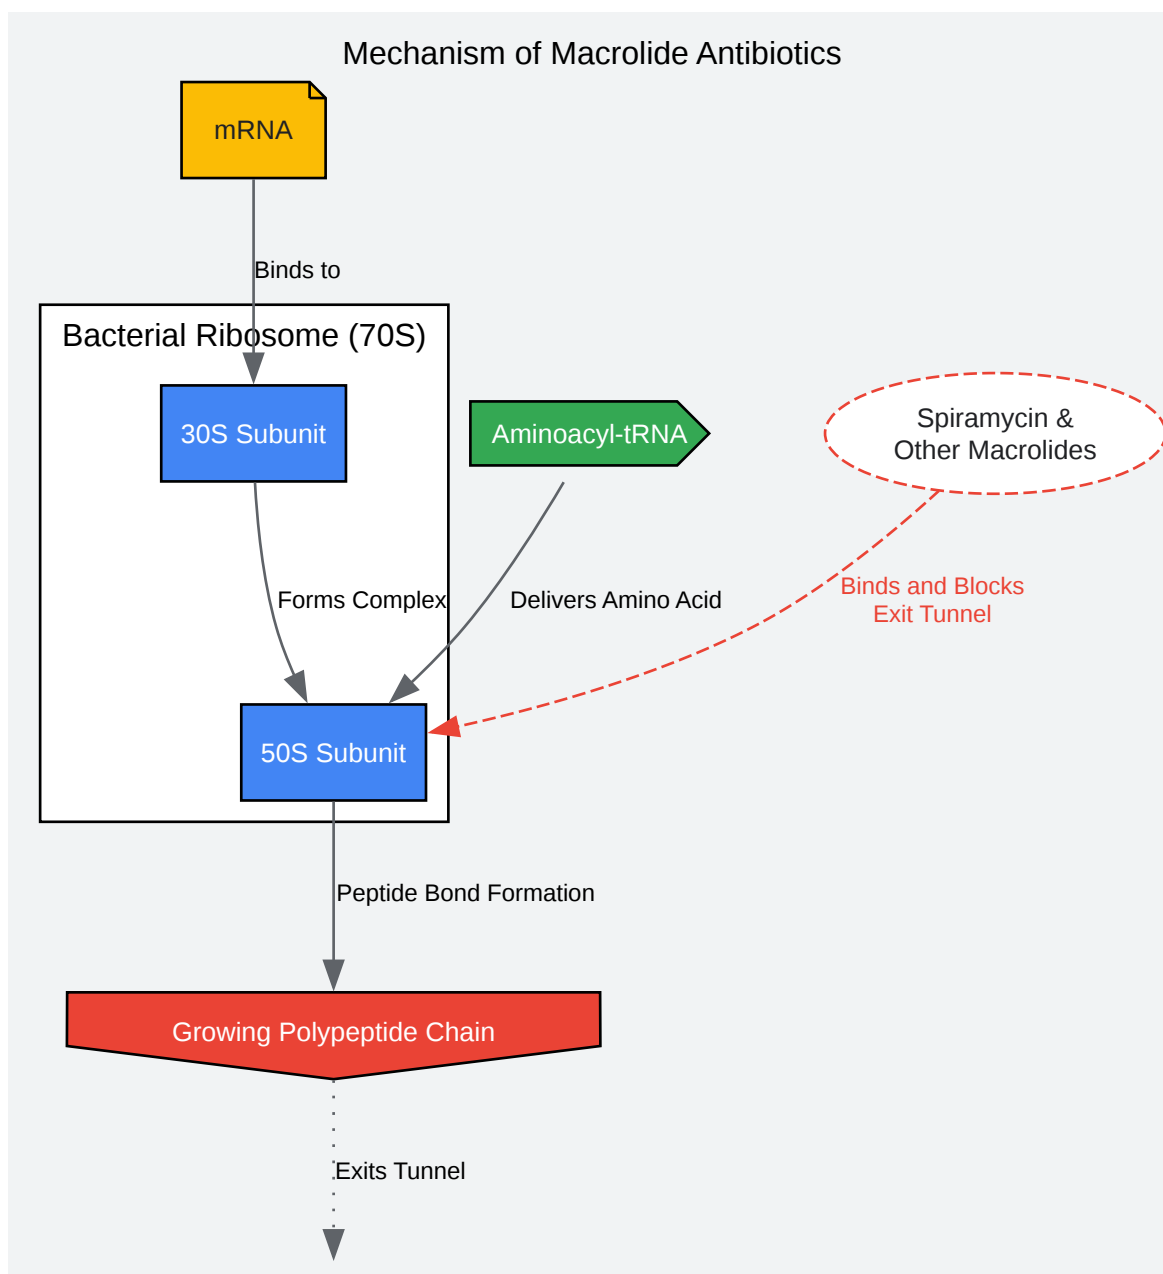 Mechanism of Macrolide Antibiotics
mRNA
Binds to
Bacterial Ribosome (70S)
30S Subunit
Aminoacyl-tRNA
Spiramycin &
Other Macrolides
Forms Complex
Delivers Amino Acid
Binds and Blocks
Exit Tunnel
50S Subunit
Peptide Bond Formation
Growing Polypeptide Chain
Exits Tunnel